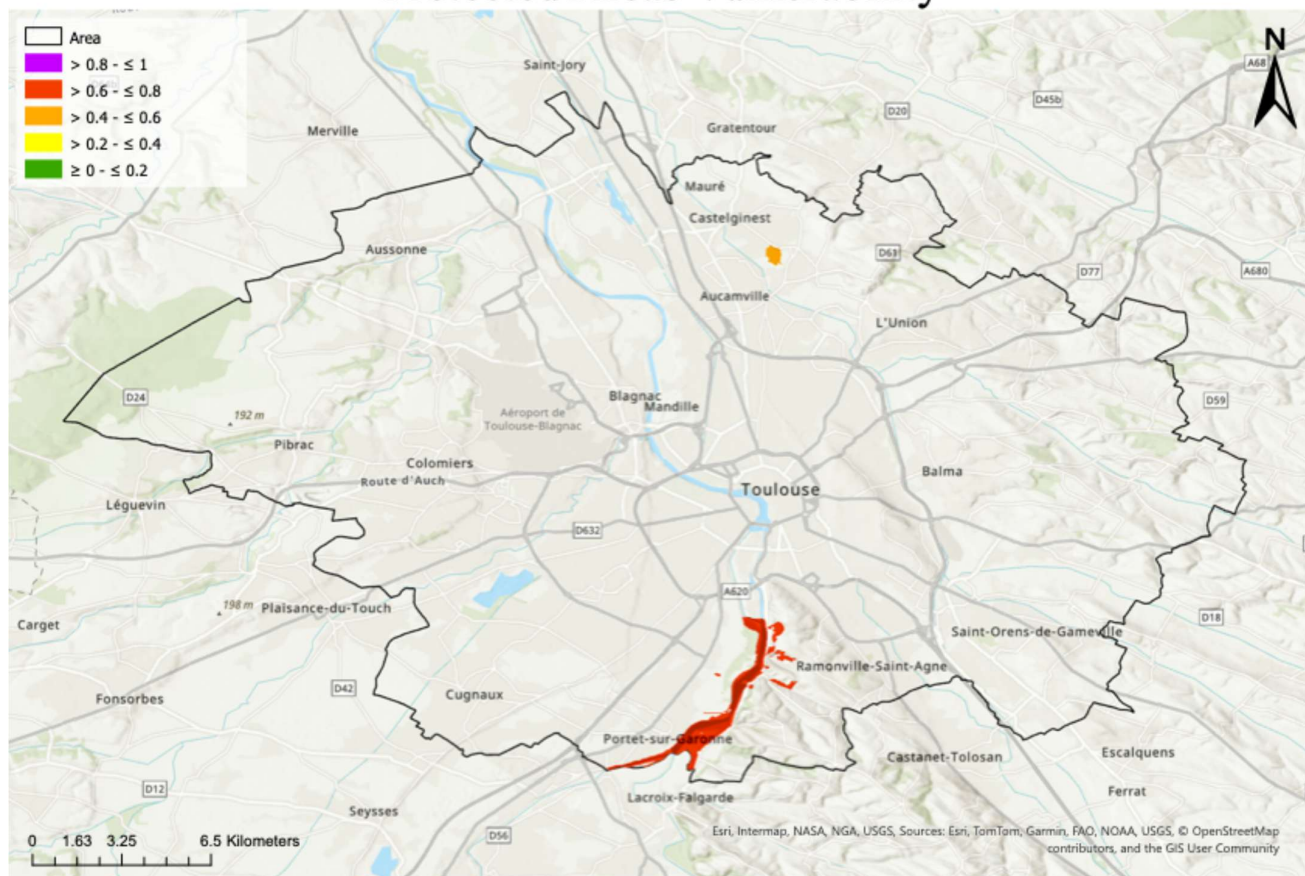 Area
> 0.8 - ≤ 1
> 0.6 - ≤ 0.8
> 0.4 - ≤ 0.6
> 0.2 - ≤ 0.4
≥ 0 - ≤ 0.2
N
Saint-Jory
A68
D45b
D20
Merville
Gratentour
Mauré
Castelginest
Aussonne
D63
D77
A680
Aucamville
L'Union
D24
192 m
Blagnac
Mandille
Aéroport de
Toulouse-Blagnac
D59
Pibrac
Colomiers
Route d'Auch
Balma
Toulouse
Léguevin
D632
A620
198 m
Plaisance-du-Touch
Carget
D18
Saint-Orens-de-Gameville
Ramonville-Saint-Agne
D42
Fonsorbes
Cugnaux
Portet-sur-Garonne
Castanet-Tolosan
Escalquens
D12
Ferrat
Lacroix-Falgarde
Seysses
D56
0 1.63 3.25 6.5 Kilometers
Esri, Intermap, NASA, NGA, USGS, Sources: Esri, TomTom, Garmin, FAO, NOAA, USGS, © OpenStreetMap
contributors, and the GIS User Community